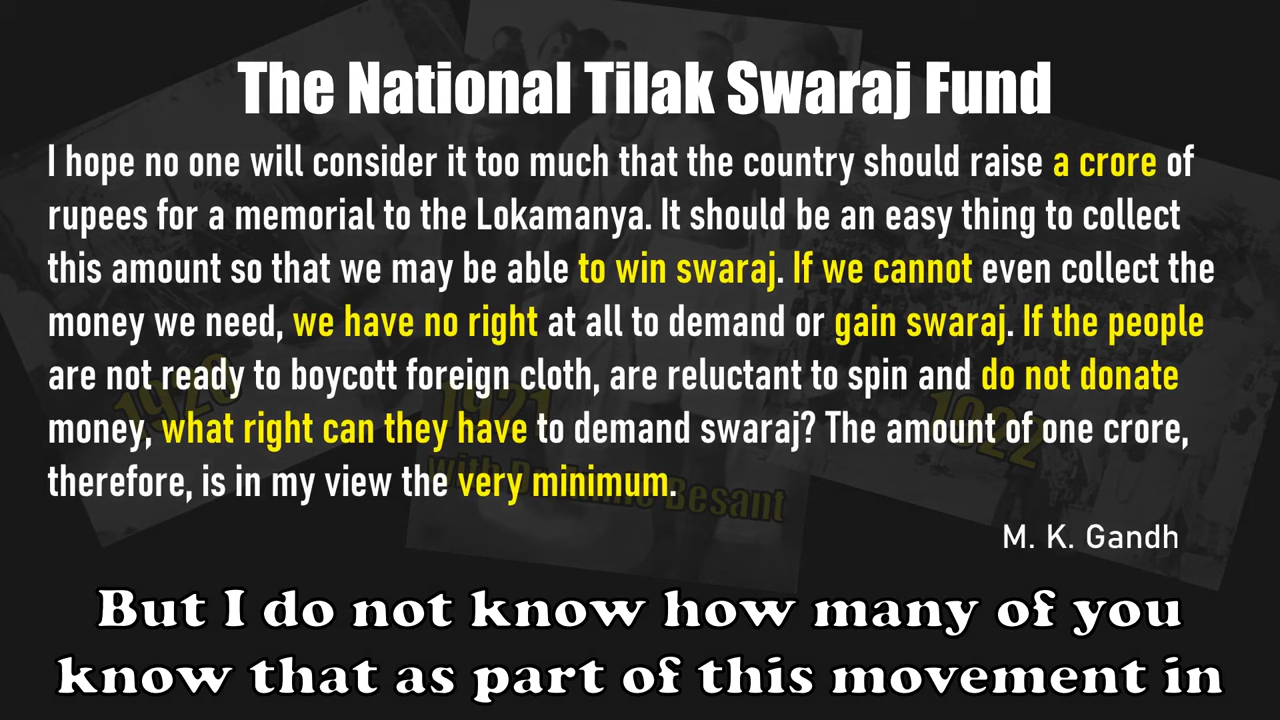 The National Tilak Swaraj Fund
I hope no one will consider it too much that the country should raise a crore of
rupees for a memorial to the Lokamanya. It should be an easy thing to collect
this amount so that we may be able to win swaraj. If we cannot even collect the
money we need, we have no right at all to demand or gain swaraj. If the people
are not ready to boycott foreign cloth, are reluctant to spin and do not donate
money, what right can they have to demand swaraj? The amount of one crore,
therefore, is in my view the very minimum.
M. K. Gandh
1920
1921
1922
Besant
But I do not know how many of you
know that as part of this movement in